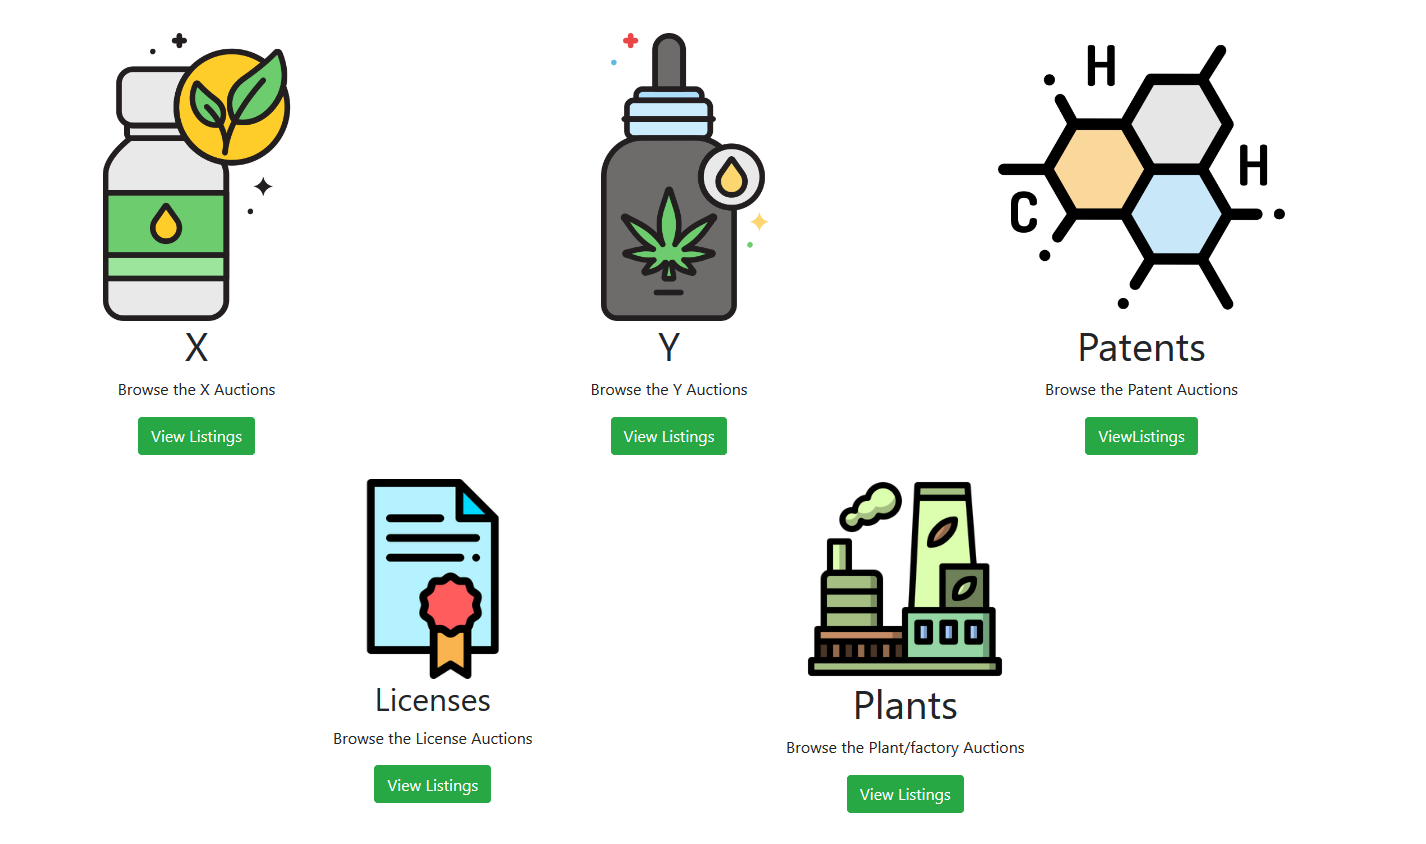 H
H
C
X
Y
Patents
Browse the X Auctions
Browse the Y Auctions
Browse the Patent Auctions
View Listings
View Listings
ViewListings
Licenses
Plants
Browse the License Auctions
Browse the Plant/factory Auctions
View Listings
View Listings